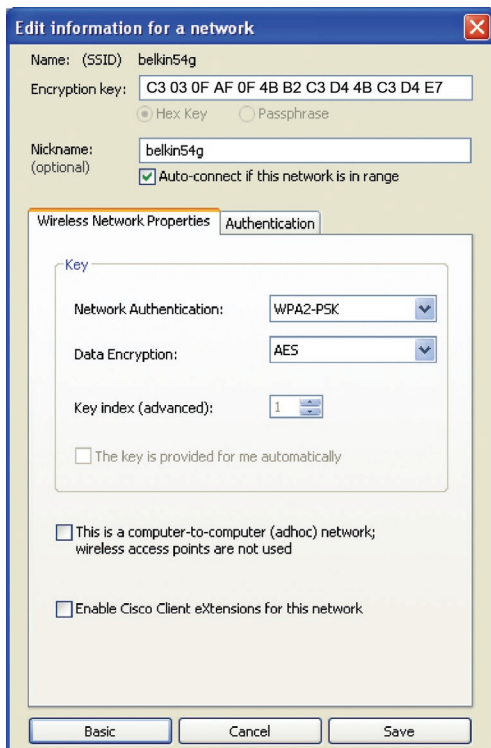 Edit information for a network
Name: (SSID) belkin54g
Encryption key: C3 03 0F AF 0F 4B B2 C3 D4 4B C3 D4 E7
Hex Key Passphrase
Nickname: belkin54g
(optional)
Auto-connect if this network is in range
Wireless Network Properties Authentication
Key
Network Authentication: WPA2-PSK
Data Encryption: AES
Key index (advanced): 1
The key is provided for me automatically
This is a computer-to-computer (adhoc) network;
wireless access points are not used
Enable Cisco Client eXtensions for this network
Basic Cancel Save